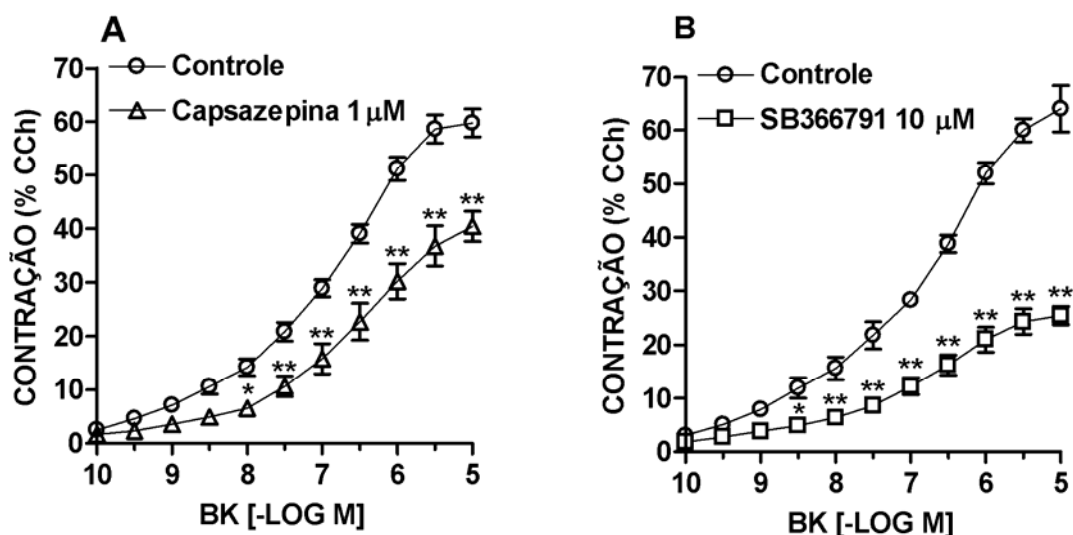 A
Controle
Capsazepina 1 μM
CONTRAÇÃO (% CCh)
70
60
50
40
30
20
10
0
*
**
**
**
**
**
**
10 9 8 7 6 5
BK [-LOG M]
B
Controle
SB366791 10 μM
CONTRAÇÃO (% CCh)
70
60
50
40
30
20
10
0
*
**
**
**
**
**
**
**
10 9 8 7 6 5
BK [-LOG M]